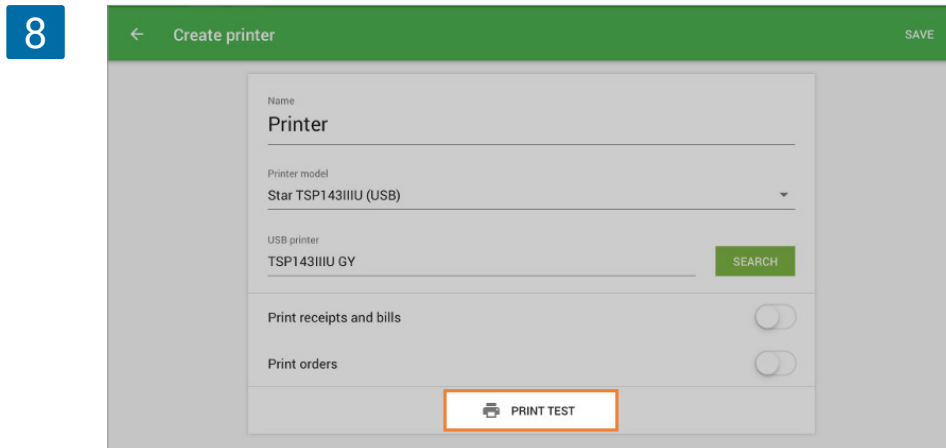 8
Create printer
SAVE
Name
Printer
Printer model
Star TSP143IIIU (USB)
USB printer
TSP143IIIU GY
SEARCH
Print receipts and bills
Print orders
PRINT TEST